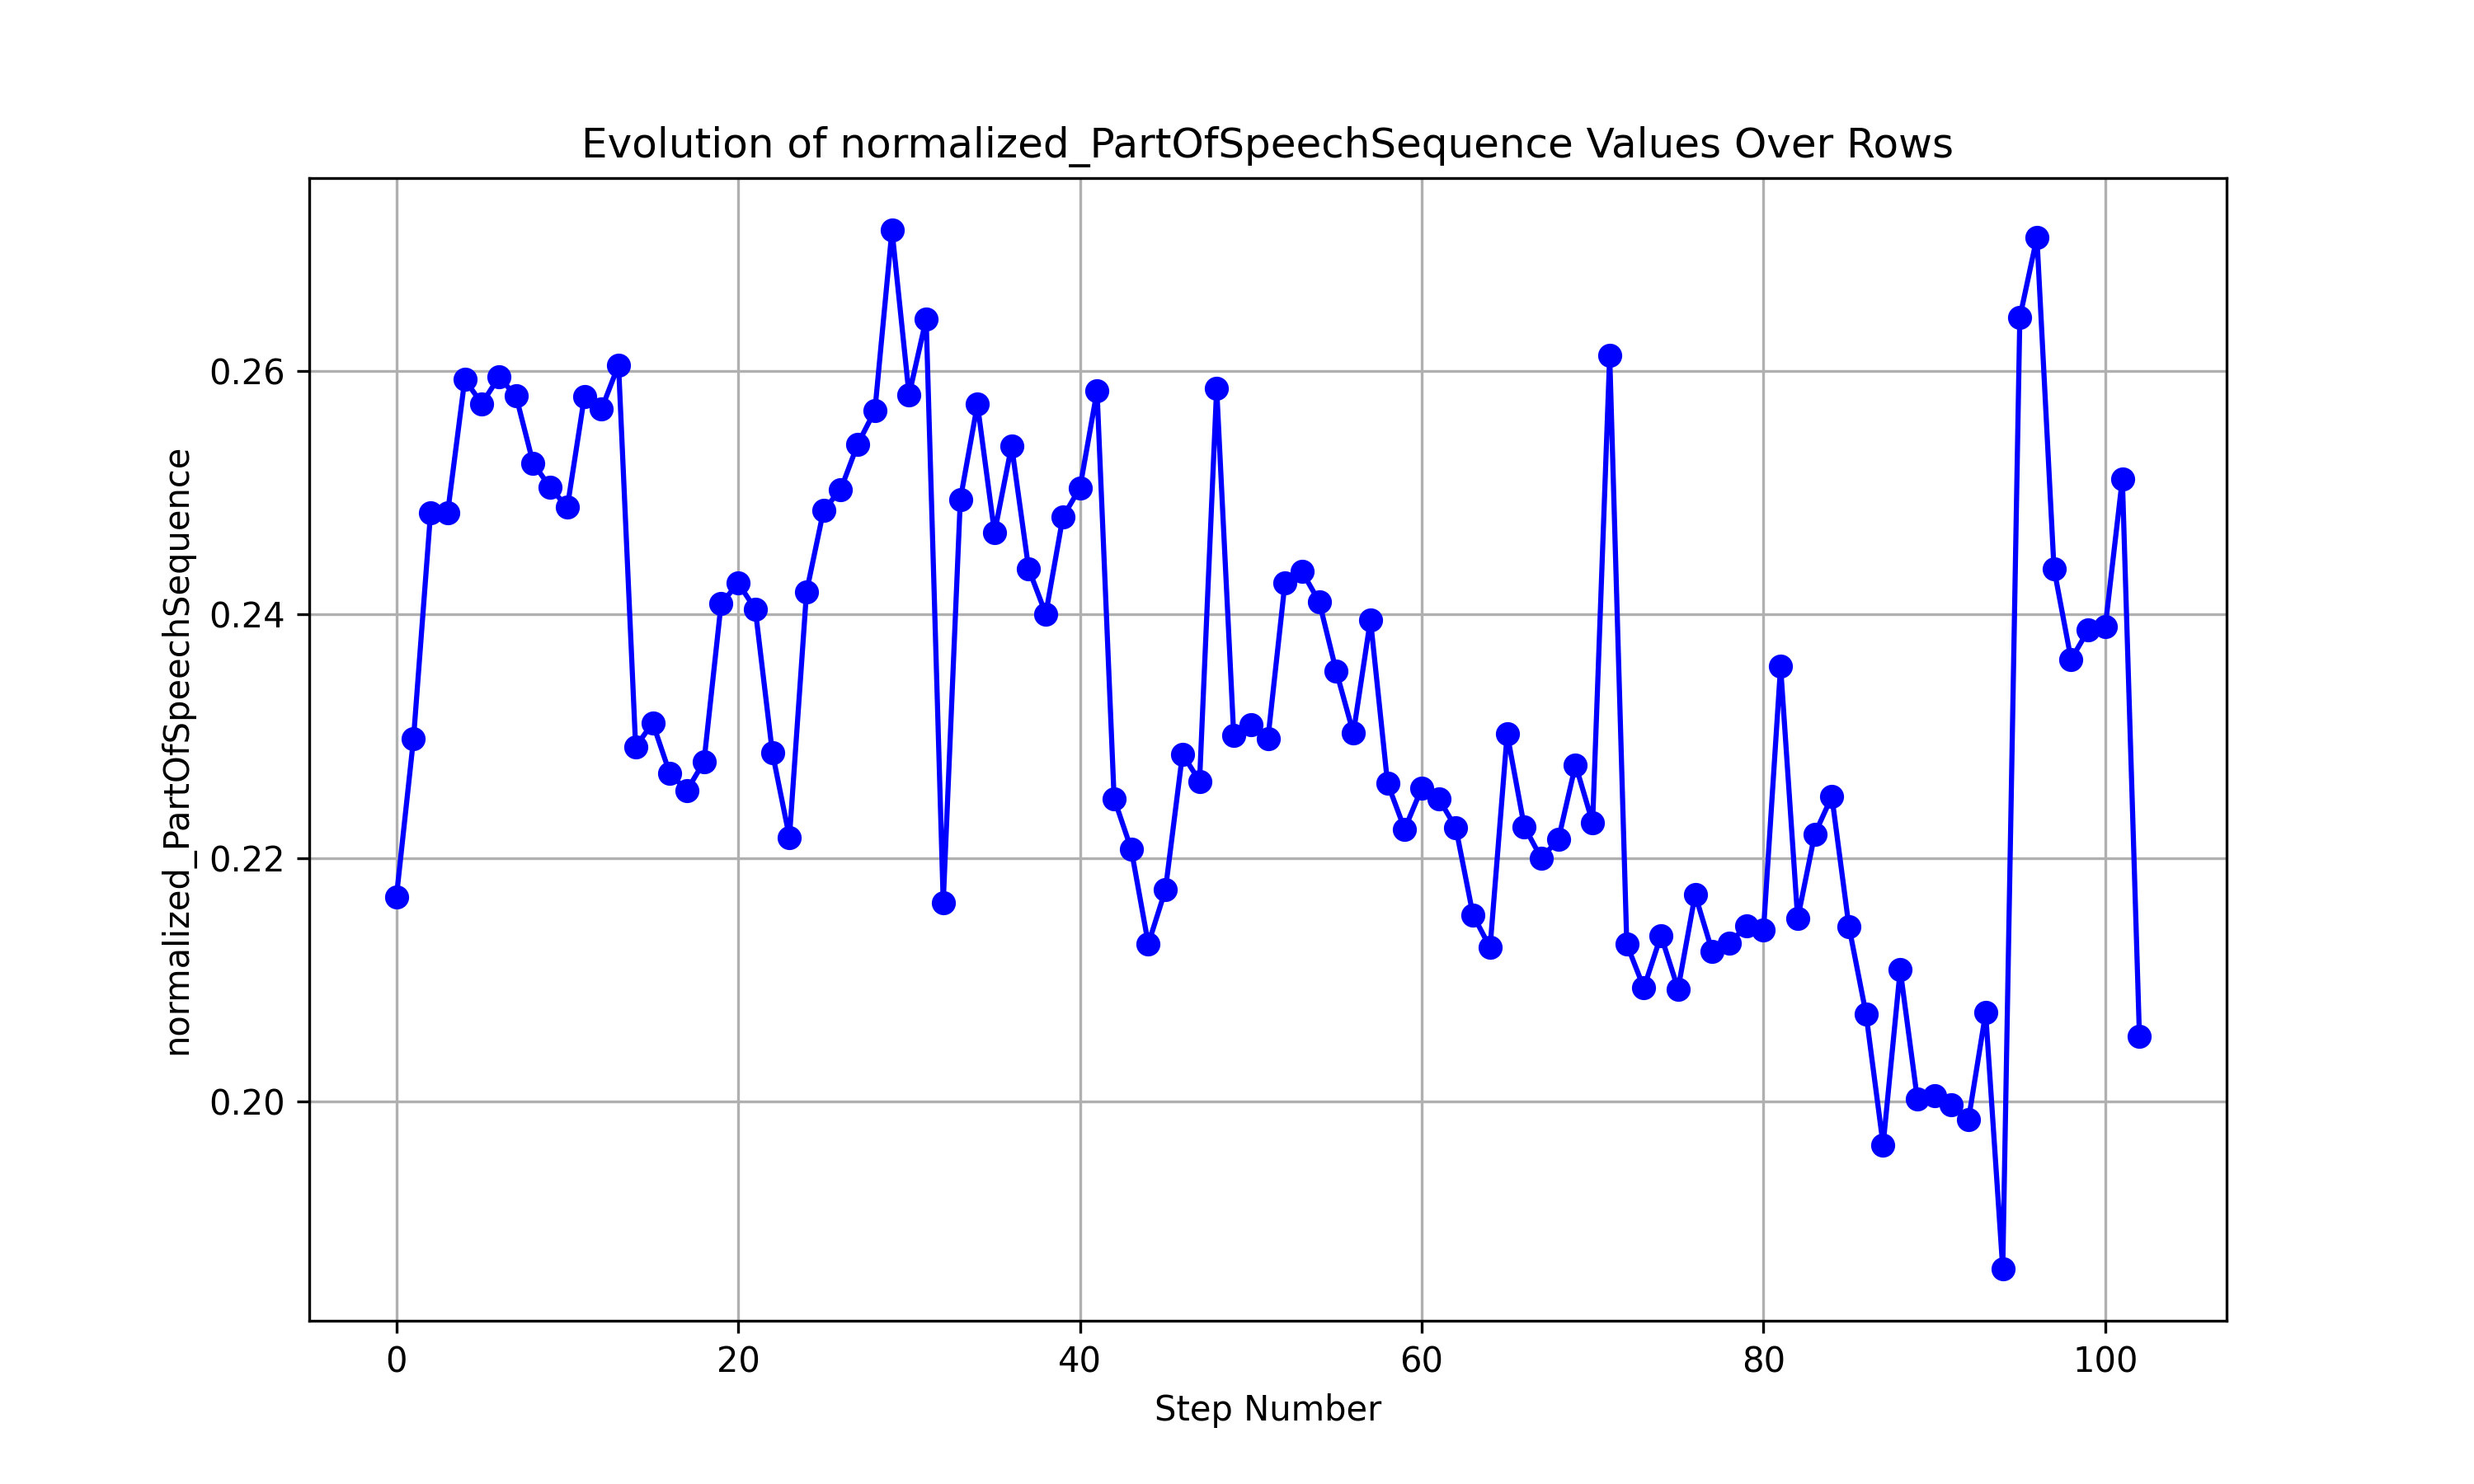 Evolution of normalized_PartOfSpeechSequence Values Over Rows
normalized_PartOfSpeechSequence
0.26
0.24
0.22
0.20
0 20 40 60 80 100
Step Number